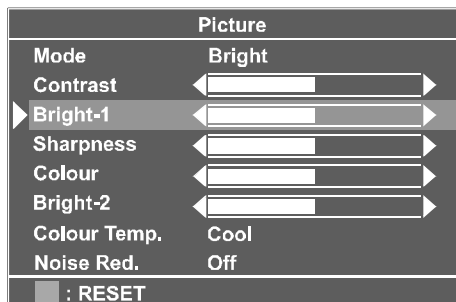 Picture
Mode Bright
Contrast
Bright-1
Sharpness
Colour
Bright-2
Colour Temp. Cool
Noise Red. Off
: RESET